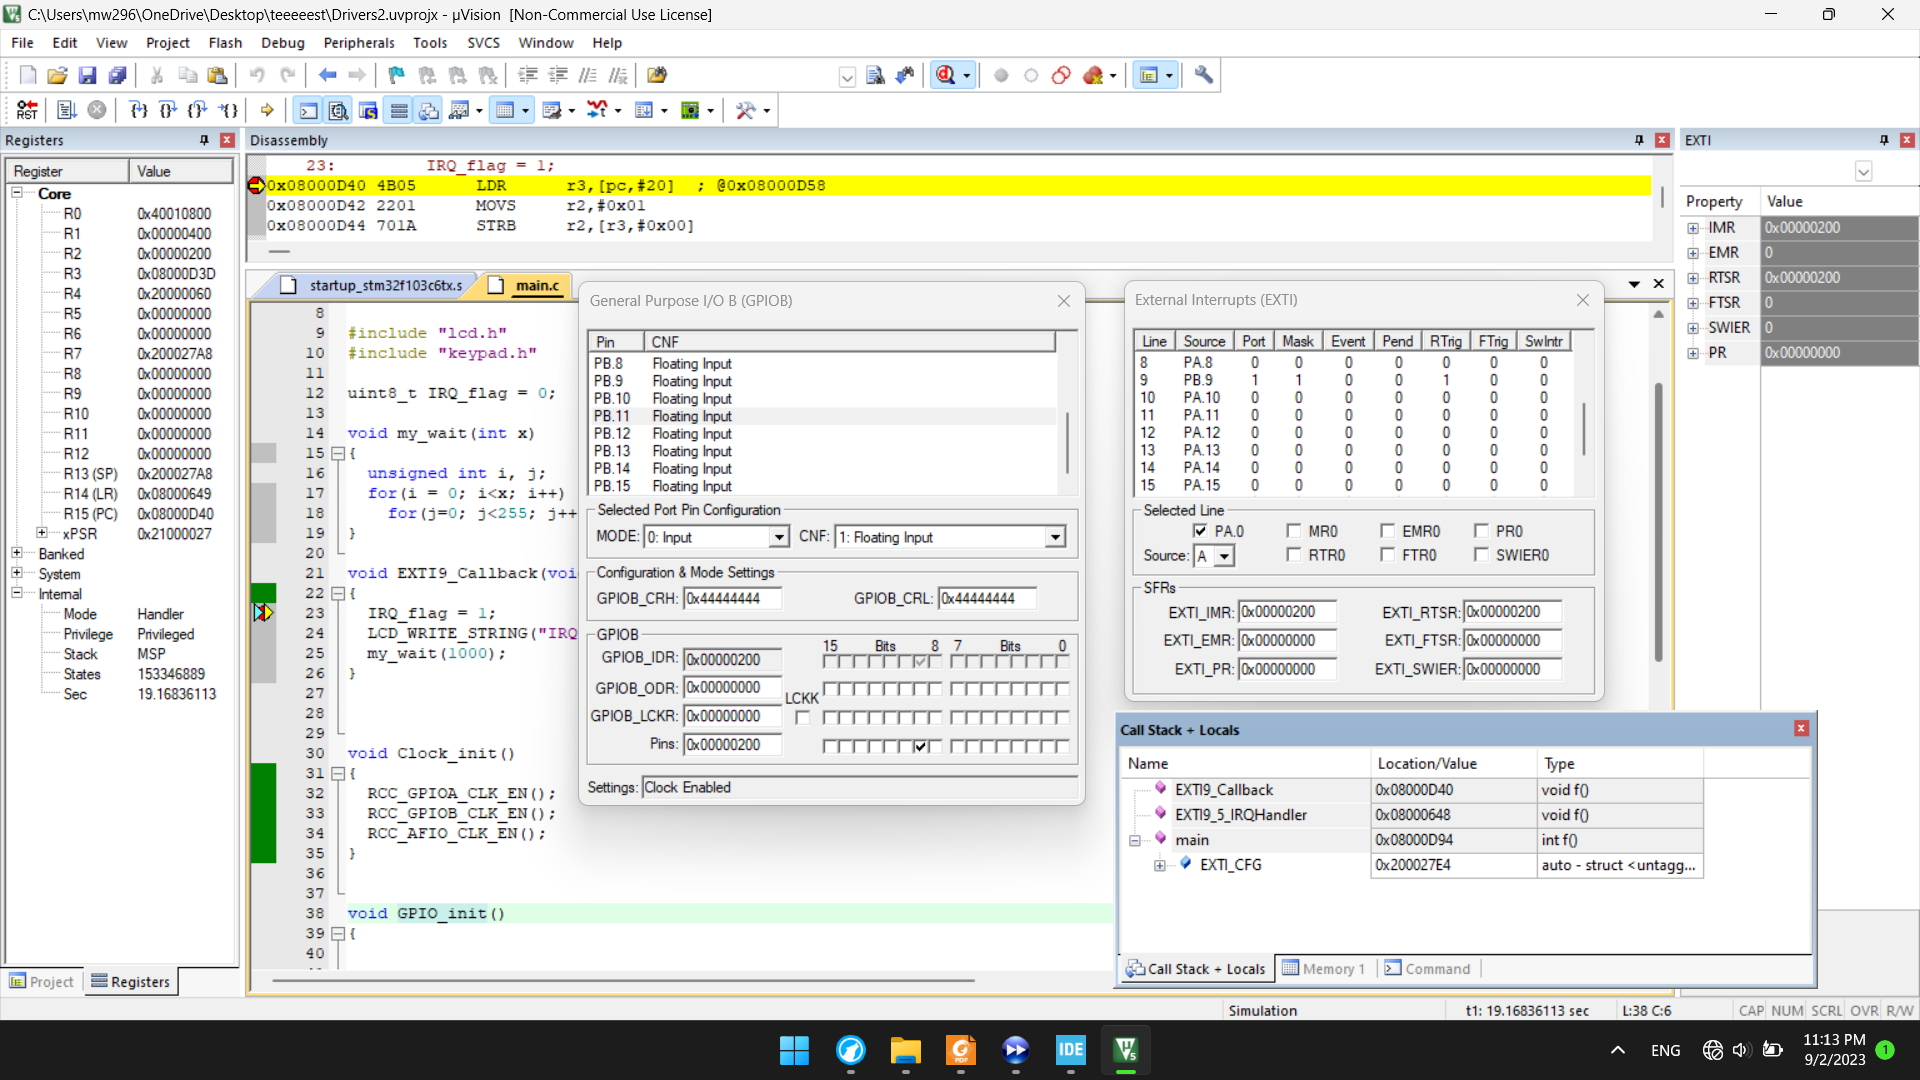 C:\Users\mw296\OneDrive\Desktop\teeeeest\Drivers2.uvprojx - µVision [Non-Commercial Use License]
File Edit View Project Flash Debug Peripherals Tools SVCS Window Help
RST
Registers
Register Value
Core
R0 0x40010800
R1 0x00000400
R2 0x00000200
R3 0x08000D3D
R4 0x20000060
R5 0x00000000
R6 0x00000000
R7 0x200027A8
R8 0x00000000
R9 0x00000000
R10 0x00000000
R11 0x00000000
R12 0x00000000
R13 (SP) 0x200027A8
R14 (LR) 0x08000649
R15 (PC) 0x08000D40
xPSR 0x21000027
Banked
System
Internal
Mode Handler
Privilege Privileged
Stack MSP
States 153346889
Sec 19.16836113
Project Registers
Disassembly
23: IRQ_flag = 1;
0x08000D40 4B05 LDR r3,[pc,#20] ; @0x08000D58
0x08000D42 2201 MOVS r2,#0x01
0x08000D44 701A STRB r2,[r3,#0x00]
startup_stm32f103c6tx.s main.c
8
9 #include "lcd.h"
10 #include "keypad.h"
11
12 uint8_t IRQ_flag = 0;
13
14 void my_wait(int x)
15 {
16 unsigned int i, j;
17 for(i = 0; i<x; i++)
18 for(j=0; j<255; j++
19 }
20
21 void EXTI9_Callback(voi
22 {
23 IRQ_flag = 1;
24 LCD_WRITE_STRING("IRQ
25 my_wait(1000);
26 }
27
28
29
30 void Clock_init()
31 {
32 RCC_GPIOA_CLK_EN();
33 RCC_GPIOB_CLK_EN();
34 RCC_AFIO_CLK_EN();
35 }
36
37
38 void GPIO_init()
39 {
40
General Purpose I/O B (GPIOB)
Pin CNF
PB.8 Floating Input
PB.9 Floating Input
PB.10 Floating Input
PB.11 Floating Input
PB.12 Floating Input
PB.13 Floating Input
PB.14 Floating Input
PB.15 Floating Input
Selected Port Pin Configuration
MODE: 0: Input CNF: 1: Floating Input
Configuration & Mode Settings
GPIOB_CRH: 0x44444444 GPIOB_CRL: 0x44444444
GPIOB
15 Bits 8 7 Bits 0
GPIOB_IDR: 0x00000200
GPIOB_ODR: 0x00000000
LCKK
GPIOB_LCKR: 0x00000000
Pins: 0x00000200
Settings: Clock Enabled
External Interrupts (EXTI)
Line Source Port Mask Event Pend RTrig FTrig SwIntr
8 PA.8 0 0 0 0 0 0 0
9 PB.9 1 1 0 0 1 0 0
10 PA.10 0 0 0 0 0 0 0
11 PA.11 0 0 0 0 0 0 0
12 PA.12 0 0 0 0 0 0 0
13 PA.13 0 0 0 0 0 0 0
14 PA.14 0 0 0 0 0 0 0
15 PA.15 0 0 0 0 0 0 0
Selected Line
PA.0 MR0 EMR0 PR0
Source: A RTR0 FTR0 SWIER0
SFRs
EXTI_IMR: 0x00000200 EXTI_RTSR: 0x00000200
EXTI_EMR: 0x00000000 EXTI_FTSR: 0x00000000
EXTI_PR: 0x00000000 EXTI_SWIER: 0x00000000
Call Stack + Locals
Name Location/Value Type
EXTI9_Callback 0x08000D40 void f()
EXTI9_5_IRQHandler 0x08000648 void f()
main 0x08000D94 int f()
EXTI_CFG 0x200027E4 auto - struct <untagg...
Call Stack + Locals Memory 1 Command
EXTI
Property Value
IMR 0x00000200
EMR 0
RTSR 0x00000200
FTSR 0
SWIER 0
PR 0x00000000
Simulation t1: 19.16836113 sec L:38 C:6 CAP NUM SCRL OVR R/W
IDE
ENG
11:13 PM
9/2/2023
1